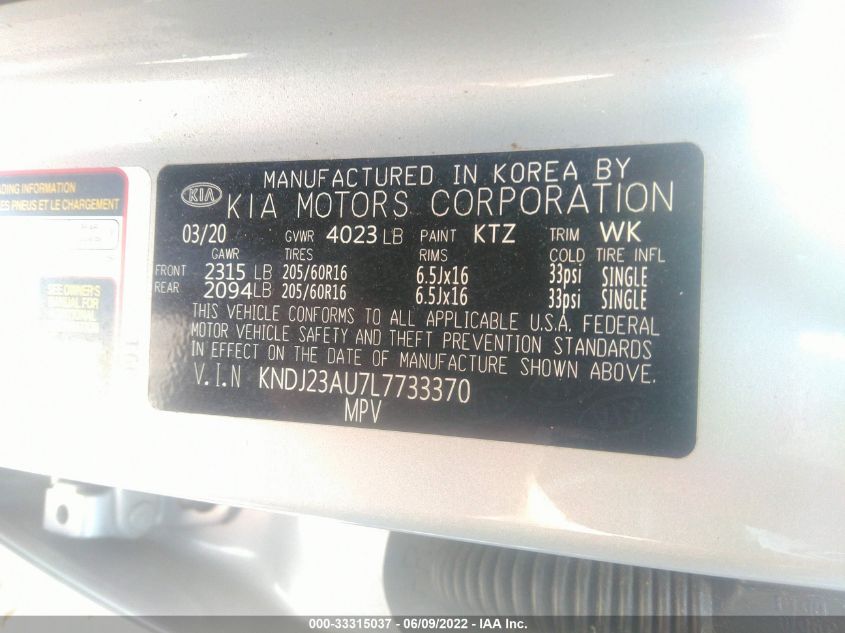 ADING INFORMATION
ES PNEUS ET LE CHARGEMENT
SEE OWNER'S
MANUAL FOR
MANUFACTURED IN KOREA BY
KIA KIA MOTORS CORPORATION
03/20 GVWR 4023 LB PAINT KTZ TRIM WK
GAWR TIRES RIMS COLD TIRE INFL
FRONT 2315 LB 205/60R16 6.5Jx16 33psi SINGLE
REAR 2094 LB 205/60R16 6.5Jx16 33psi SINGLE
THIS VEHICLE CONFORMS TO ALL APPLICABLE U.S.A. FEDERAL
MOTOR VEHICLE SAFETY AND THEFT PREVENTION STANDARDS
IN EFFECT ON THE DATE OF MANUFACTURE SHOWN ABOVE.
V.I.N KNDJ23AU7L7733370
MPV
000-33315037 - 06/09/2022 - IAA Inc.